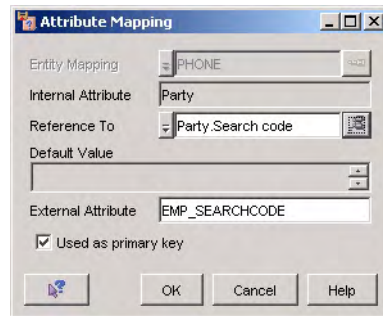 Attribute Mapping
Entity Mapping PHONE
Internal Attribute Party
Reference To Party.Search code
Default Value
External Attribute EMP_SEARCHCODE
Used as primary key
OK Cancel Help